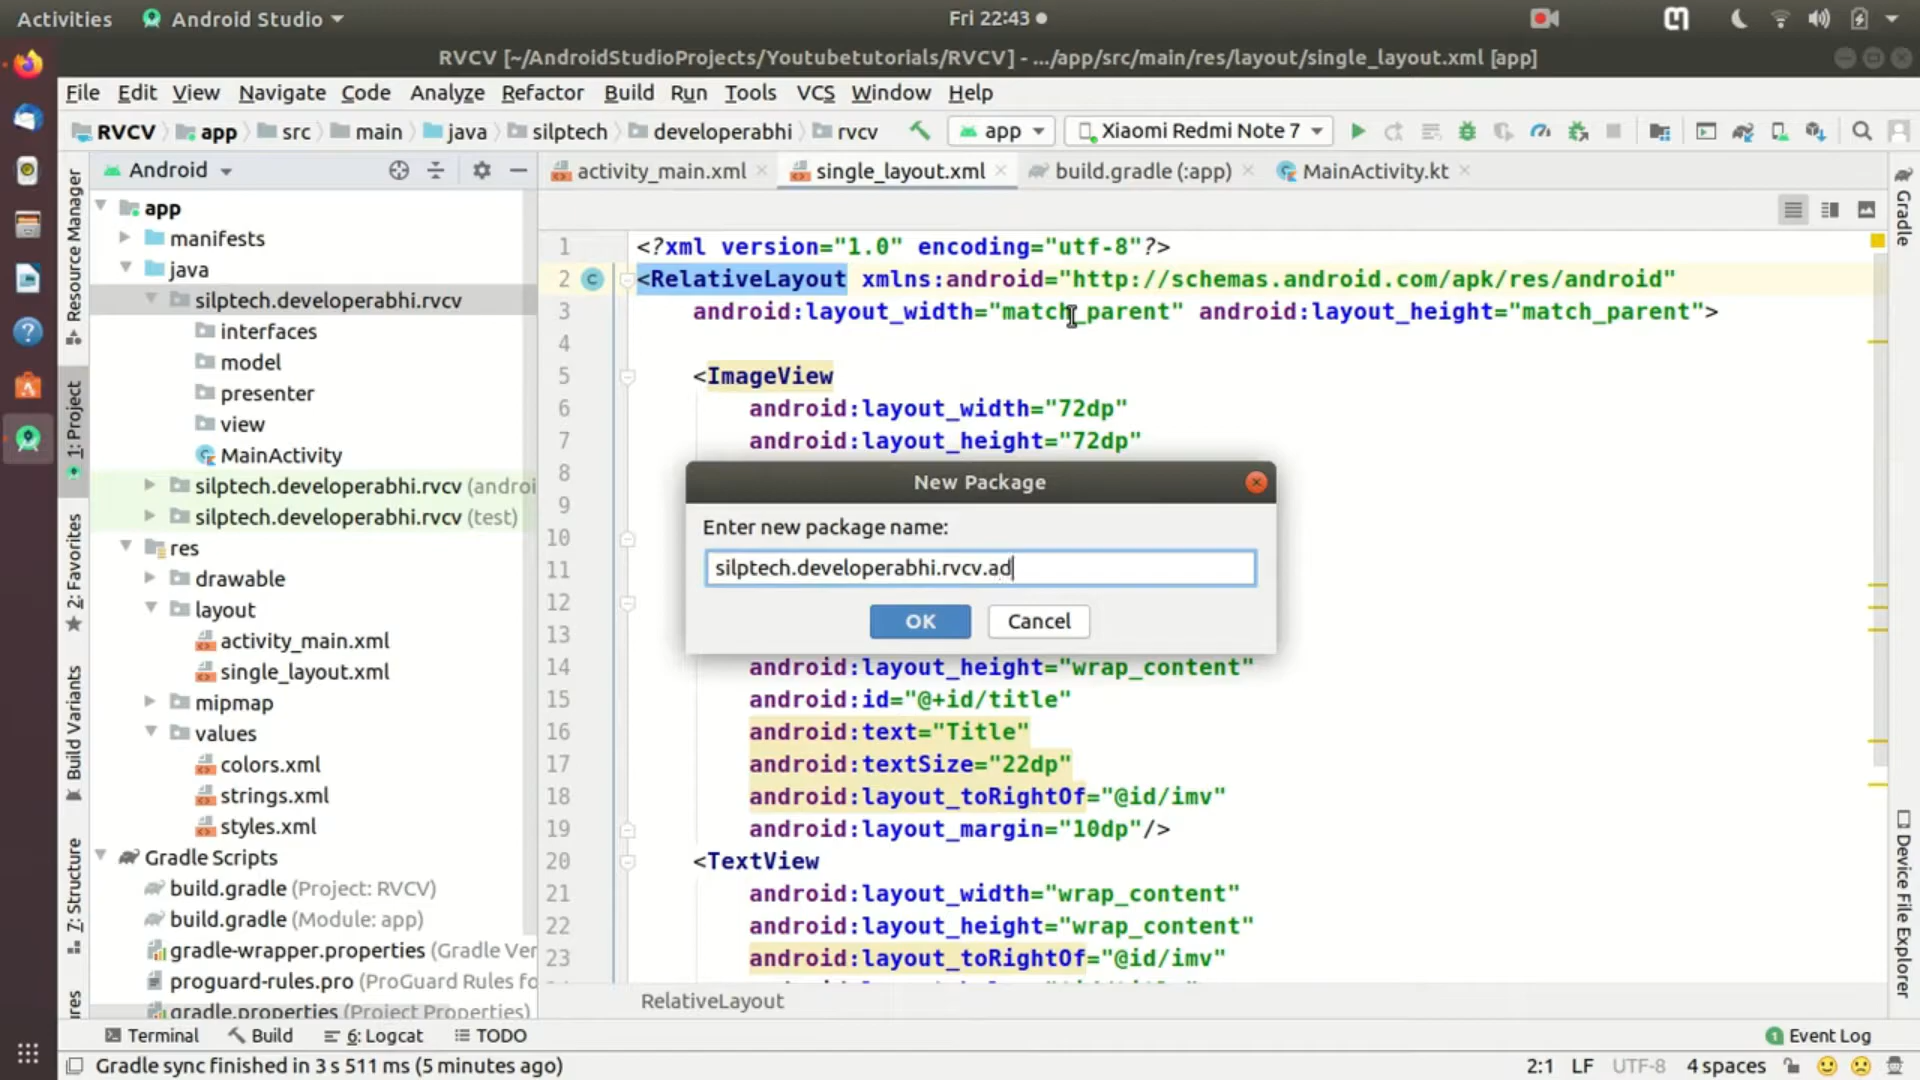 Activities
Android Studio
Fri 22:43
RVCV [~/AndroidStudioProjects/Youtubetutorials/RVCV] - .../app/src/main/res/layout/single_layout.xml [app]
File Edit View Navigate Code Analyze Refactor Build Run Tools VCS Window Help
RVCV app src main java silptech developerabhi rvcv app Xiaomi Redmi Note 7
Android
activity_main.xml single_layout.xml build.gradle (:app) MainActivity.kt
Resource Manager
1: Project
2: Favorites
Build Variants
7: Structure
app
manifests
java
silptech.developerabhi.rvcv
interfaces
model
presenter
view
MainActivity
silptech.developerabhi.rvcv (androi
silptech.developerabhi.rvcv (test)
res
drawable
layout
activity_main.xml
single_layout.xml
mipmap
values
colors.xml
strings.xml
styles.xml
Gradle Scripts
build.gradle (Project: RVCV)
build.gradle (Module: app)
gradle-wrapper.properties (Gradle Ver
proguard-rules.pro (ProGuard Rules fo
gradle.properties (Project Properties)
1 <?xml version="1.0" encoding="utf-8"?>
2 <RelativeLayout xmlns:android="http://schemas.android.com/apk/res/android"
3 android:layout_width="match_parent" android:layout_height="match_parent">
4
5 <ImageView
6 android:layout_width="72dp"
7 android:layout_height="72dp"
8
9
10
11
12
13
14 android:layout_height="wrap_content"
15 android:id="@+id/title"
16 android:text="Title"
17 android:textSize="22dp"
18 android:layout_toRightOf="@id/imv"
19 android:layout_margin="10dp"/>
20 <TextView
21 android:layout_width="wrap_content"
22 android:layout_height="wrap_content"
23 android:layout_toRightOf="@id/imv"
New Package
Enter new package name:
silptech.developerabhi.rvcv.ad
OK
Cancel
RelativeLayout
Gradle
Device File Explorer
Terminal Build 6: Logcat TODO
Event Log
Gradle sync finished in 3 s 511 ms (5 minutes ago)
2:1 LF UTF-8 4 spaces